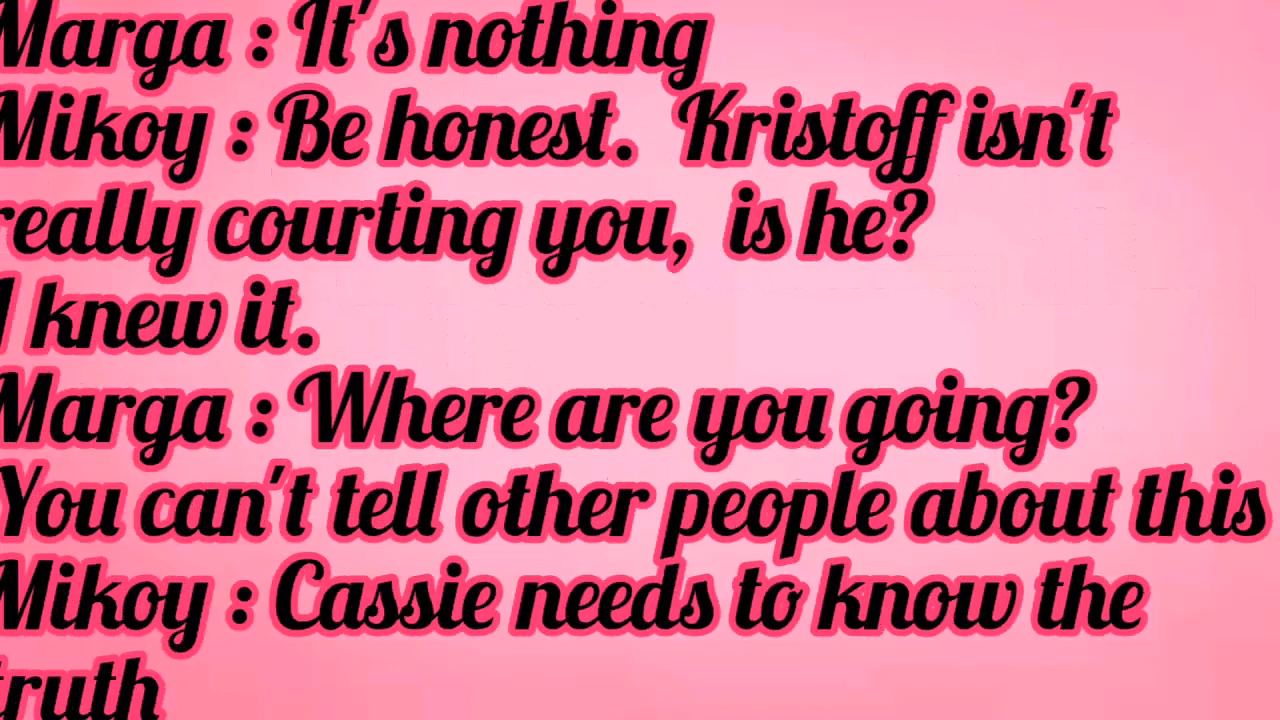 Marga : It's nothing
Mikoy : Be honest.  Kristoff isn't
really courting you,  is he?
I knew it.
Marga : Where are you going?
You can't tell other people about this
Mikoy : Cassie needs to know the
truth